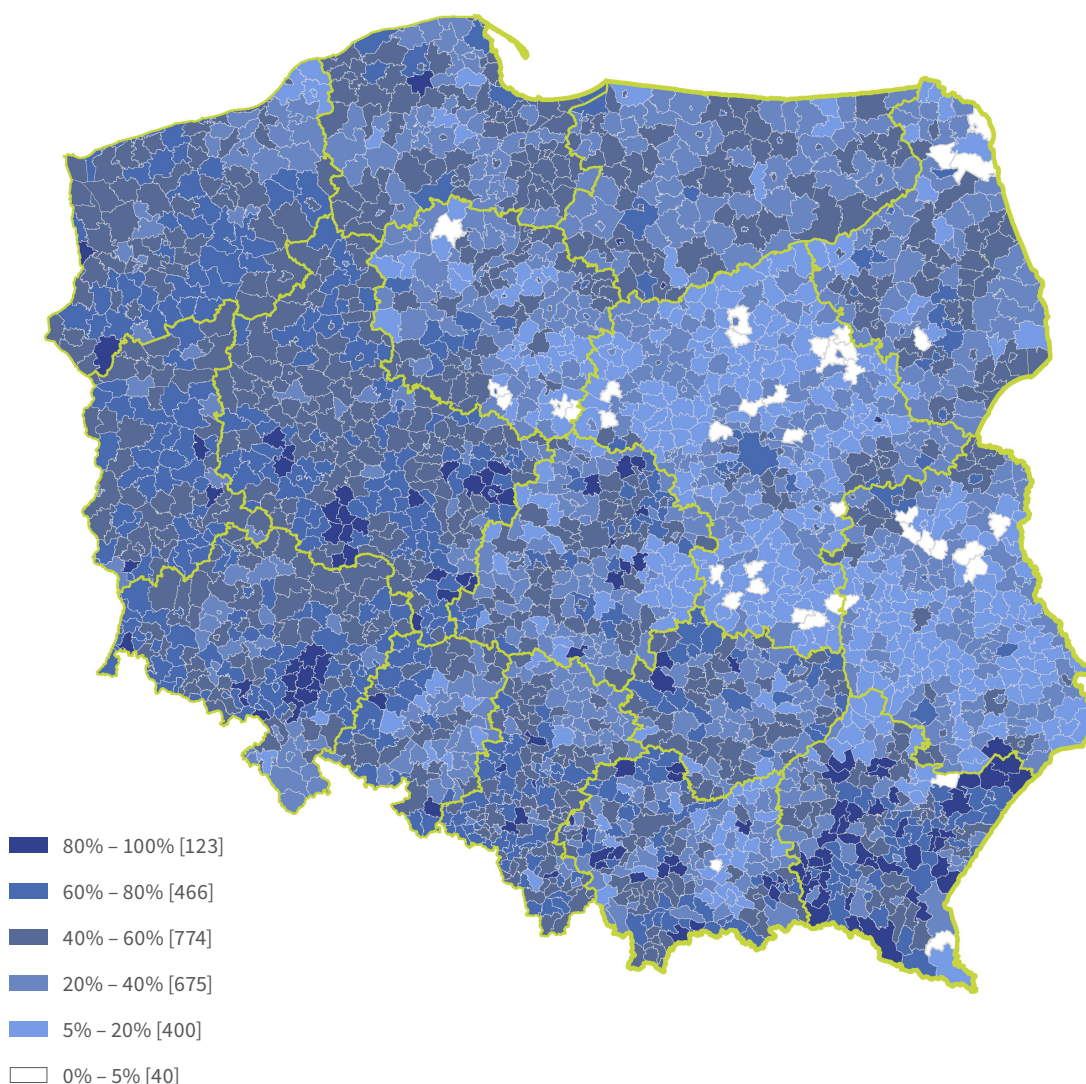 80% – 100% [123]
60% – 80% [466]
40% – 60% [774]
20% – 40% [675]
5% – 20% [400]
0% – 5% [40]